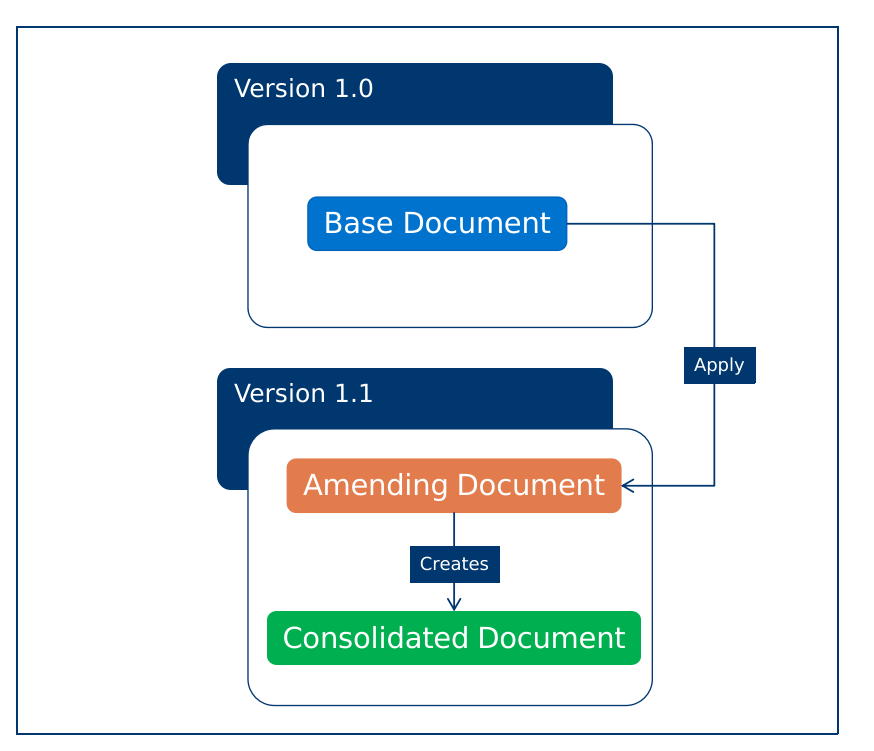 Version 1.0
Base Document
Apply
Version 1.1
Amending Document
Creates
Consolidated Document